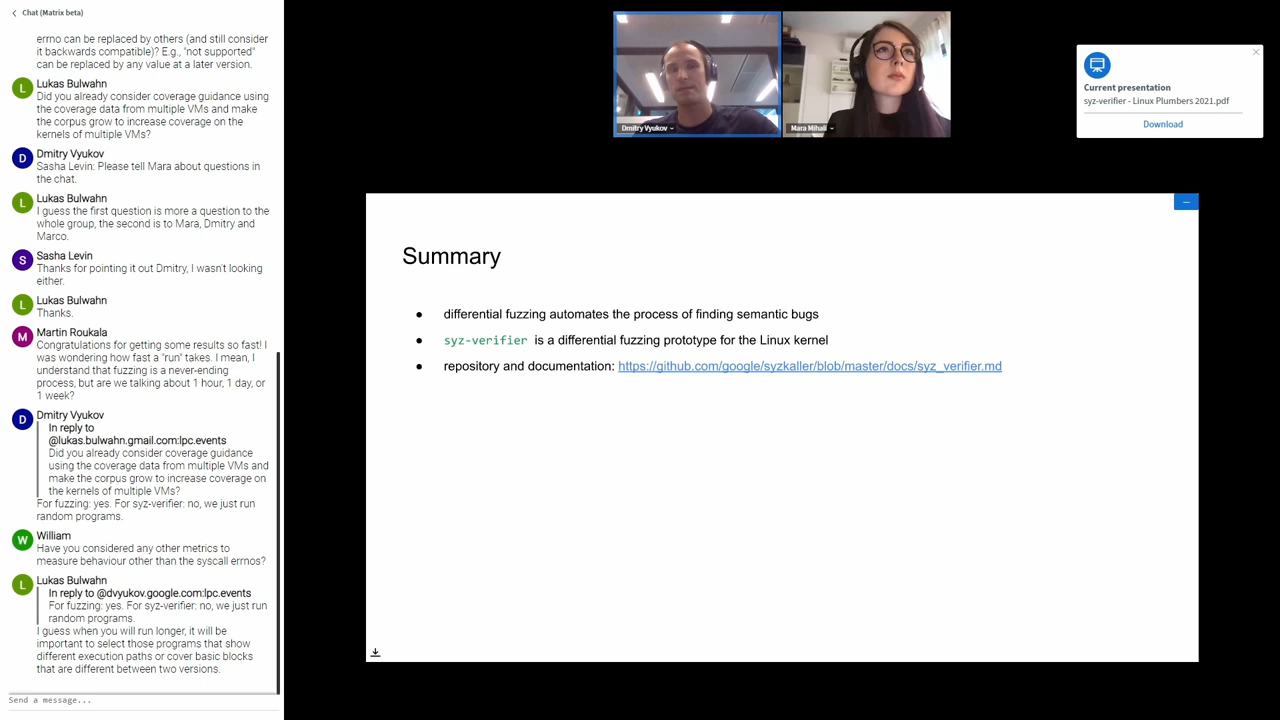 Chat (Matrix beta)
errno can be replaced by others (and still consider
it backwards compatible)? E.g., "not supported"
can be replaced by any value at a later version.
L
Lukas Bulwahn
Did you already consider coverage guidance using
the coverage data from multiple VMs and make
the corpus grow to increase coverage on the
kernels of multiple VMs?
D
Dmitry Vyukov
Sasha Levin: Please tell Mara about questions in
the chat.
L
Lukas Bulwahn
I guess the first question is more a question to the
whole group, the second is to Mara, Dmitry and
Marco.
S
Sasha Levin
Thanks for pointing it out Dmitry, I wasn't looking
either.
L
Lukas Bulwahn
Thanks.
M
Martin Roukala
Congratulations for getting some results so fast! I
was wondering how fast a "run" takes. I mean, I
understand that fuzzing is a never-ending
process, but are we talking about 1 hour, 1 day, or
1 week?
D
Dmitry Vyukov
In reply to
@lukas.bulwahn.gmail.com:lpc.events
Did you already consider coverage guidance
using the coverage data from multiple VMs and
make the corpus grow to increase coverage on
the kernels of multiple VMs?
For fuzzing: yes. For syz-verifier: no, we just run
random programs.
W
William
Have you considered any other metrics to
measure behaviour other than the syscall errnos?
L
Lukas Bulwahn
In reply to @dvyukov.google.com:lpc.events
For fuzzing: yes. For syz-verifier: no, we just run
random programs.
I guess when you will run longer, it will be
important to select those programs that show
different execution paths or cover basic blocks
that are different between two versions.
Send a message...
Dmitry Vyukov
Mara Mihali
Current presentation
syz-verifier - Linux Plumbers 2021.pdf
Download
Summary
● differential fuzzing automates the process of finding semantic bugs
● syz-verifier is a differential fuzzing prototype for the Linux kernel
● repository and documentation: https://github.com/google/syzkaller/blob/master/docs/syz_verifier.md